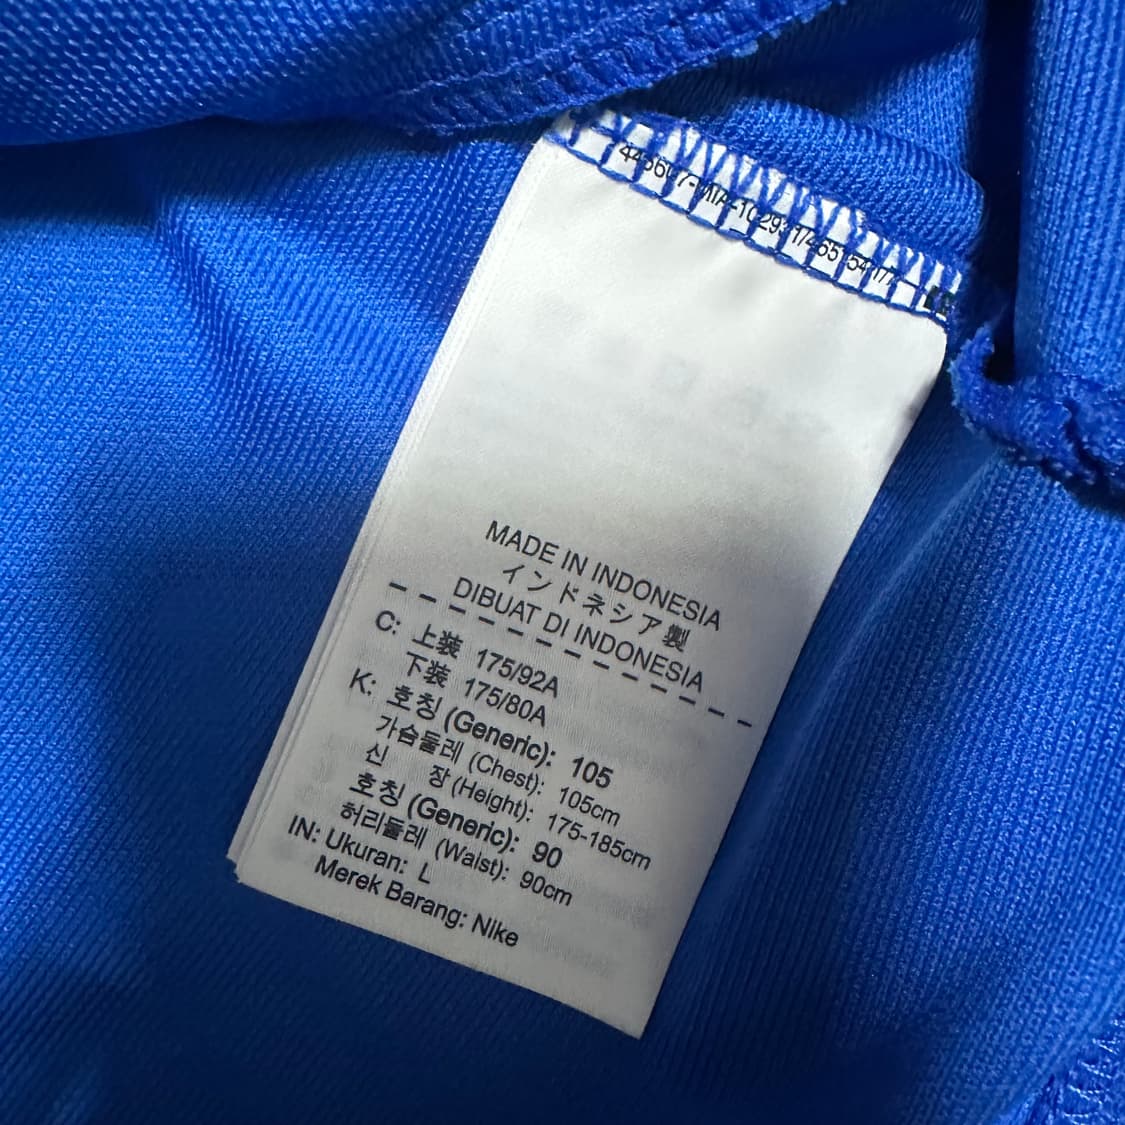 MADE IN INDONESIA
インドネシア製
DIBUAT DI INDONESIA
C: 上装 175/92A
下装 175/80A
K: 호칭 (Generic): 105
가슴둘레 (Chest): 105cm
신 장 (Height): 175-185cm
호칭 (Generic): 90
허리둘레 (Waist): 90cm
IN: Ukuran: L
Merek Barang: Nike